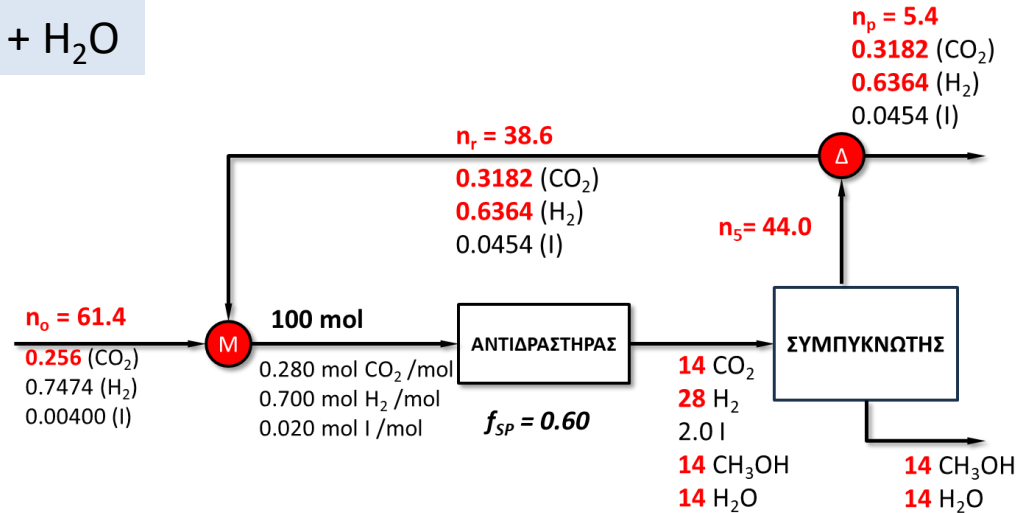 + H₂O
nₚ = 5.4
0.3182 (CO₂)
0.6364 (H₂)
0.0454 (I)
nᵣ = 38.6
Δ
0.3182 (CO₂)
0.6364 (H₂)
0.0454 (I)
n₅= 44.0
nₒ = 61.4
0.256 (CO₂)
0.7474 (H₂)
0.00400 (I)
M
100 mol
0.280 mol CO₂ /mol
0.700 mol H₂ /mol
0.020 mol I /mol
ΑΝΤΙΔΡΑΣΤΗΡΑΣ
f_SP = 0.60
ΣΥΜΠΥΚΝΩΤΗΣ
14 CO₂
28 H₂
2.0 I
14 CH₃OH
14 H₂O
14 CH₃OH
14 H₂O